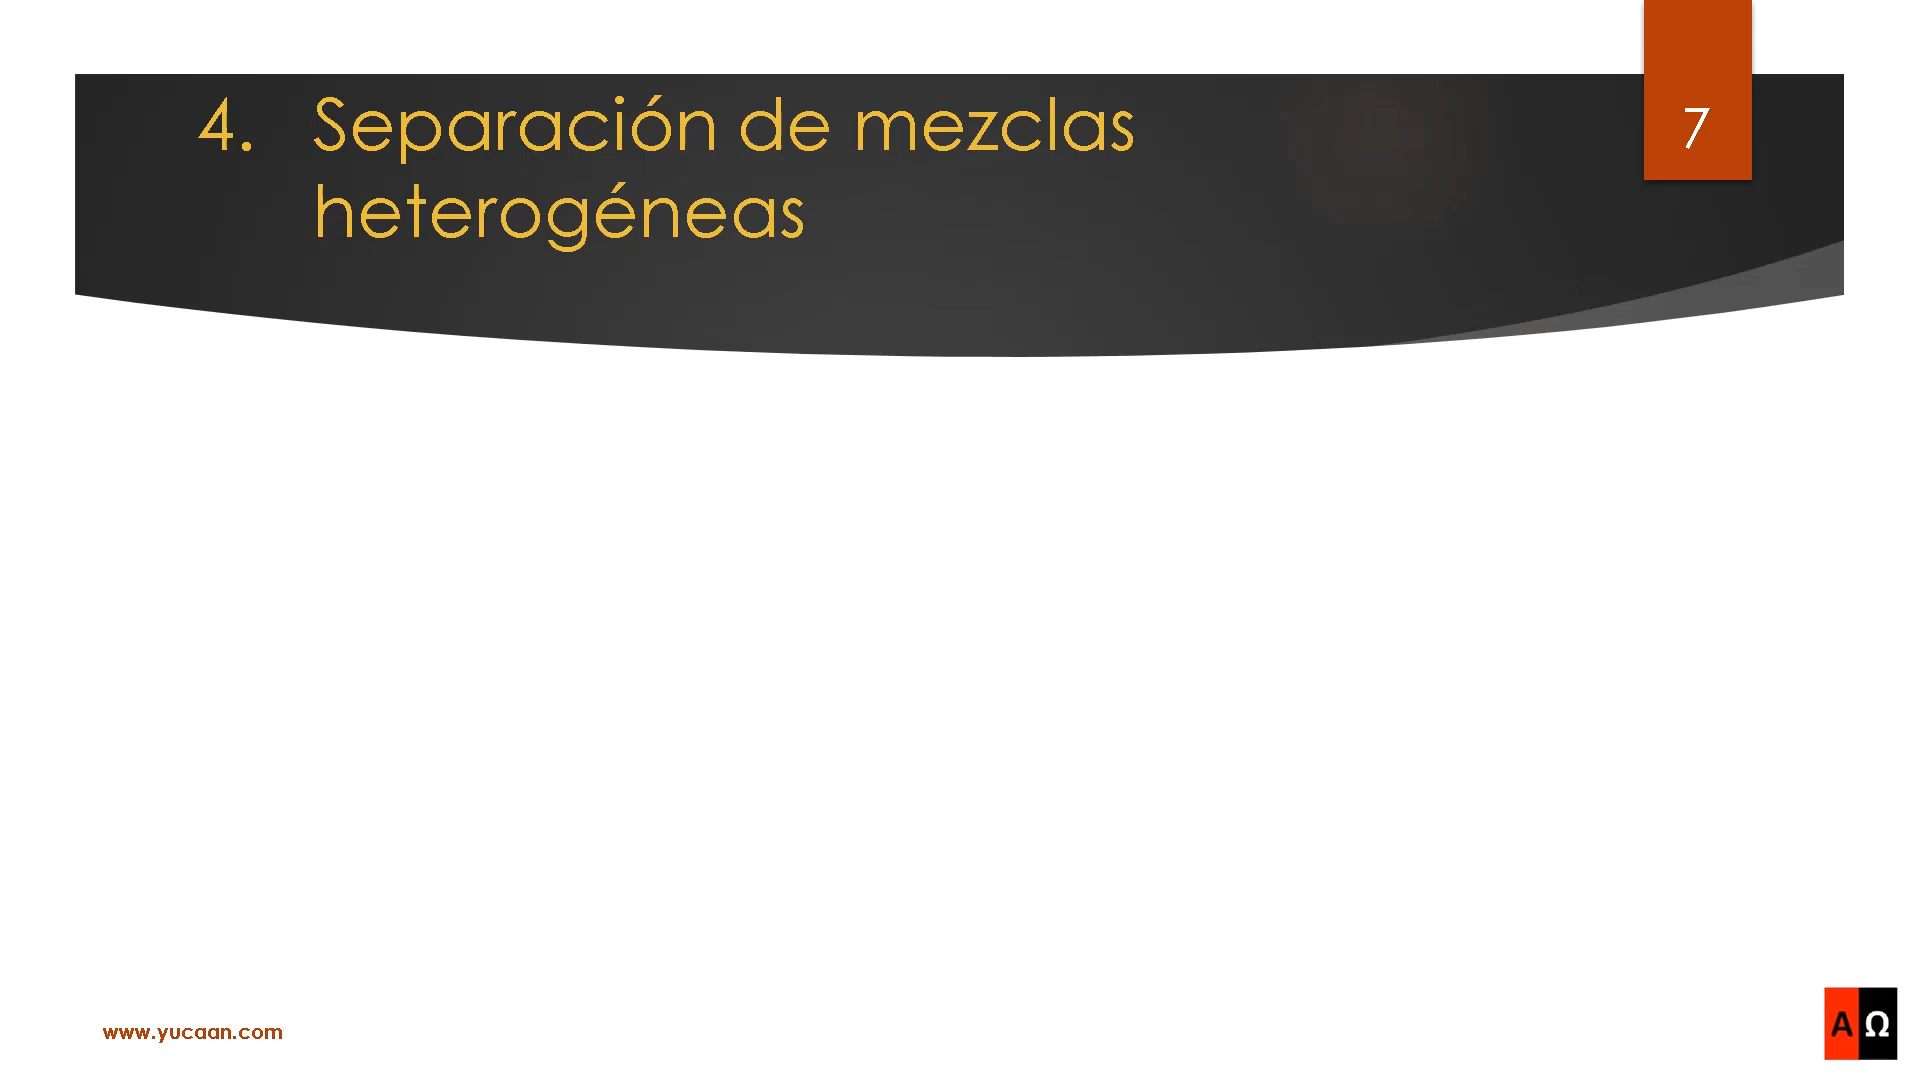 4. Separación de mezclas
heterogéneas
7
www.yucaan.com
A Ω